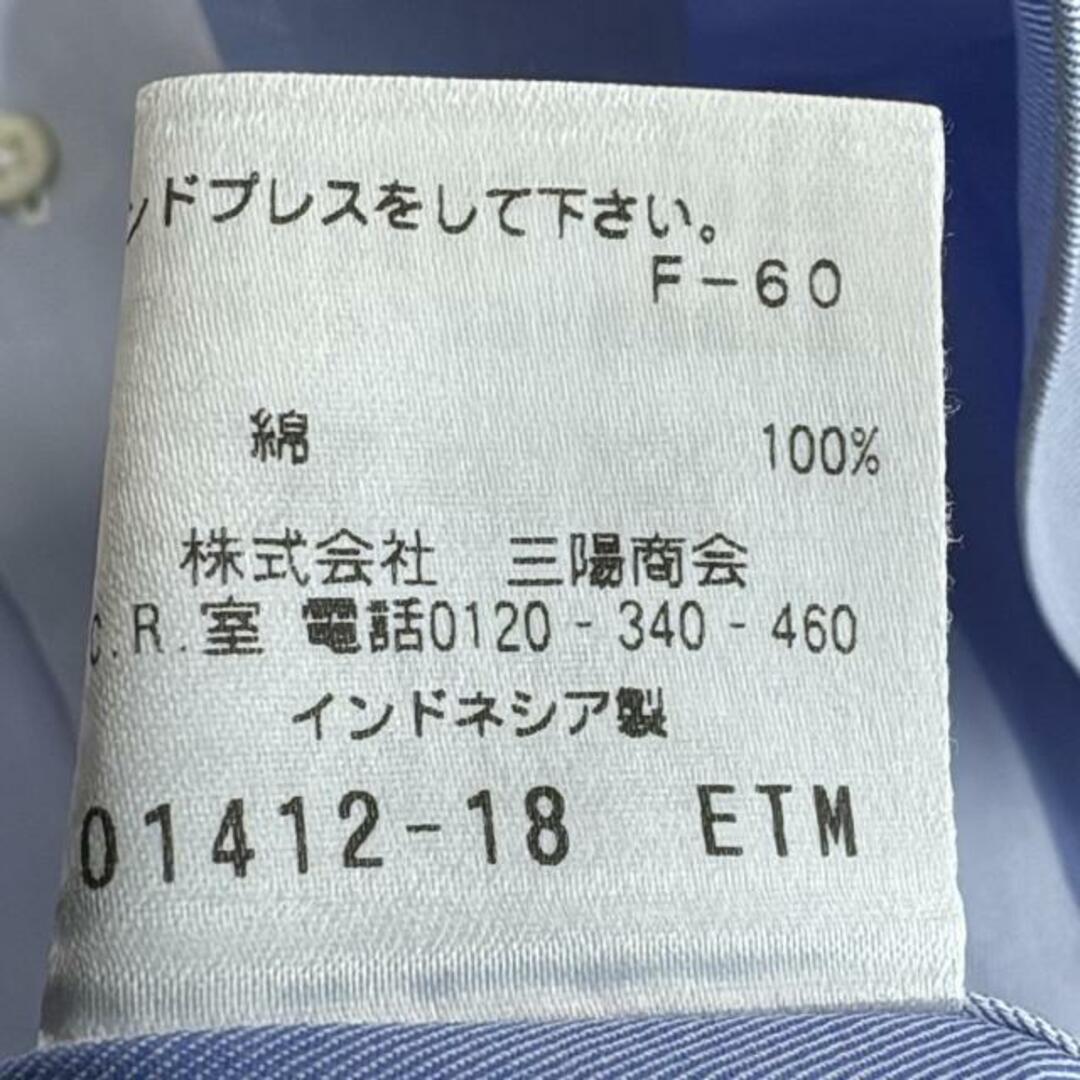 ンドプレスをして下さい。
F-60
綿 100%
株式会社 三陽商会
C.R.室 電話0120-340-460
インドネシア製
01412-18 ETM